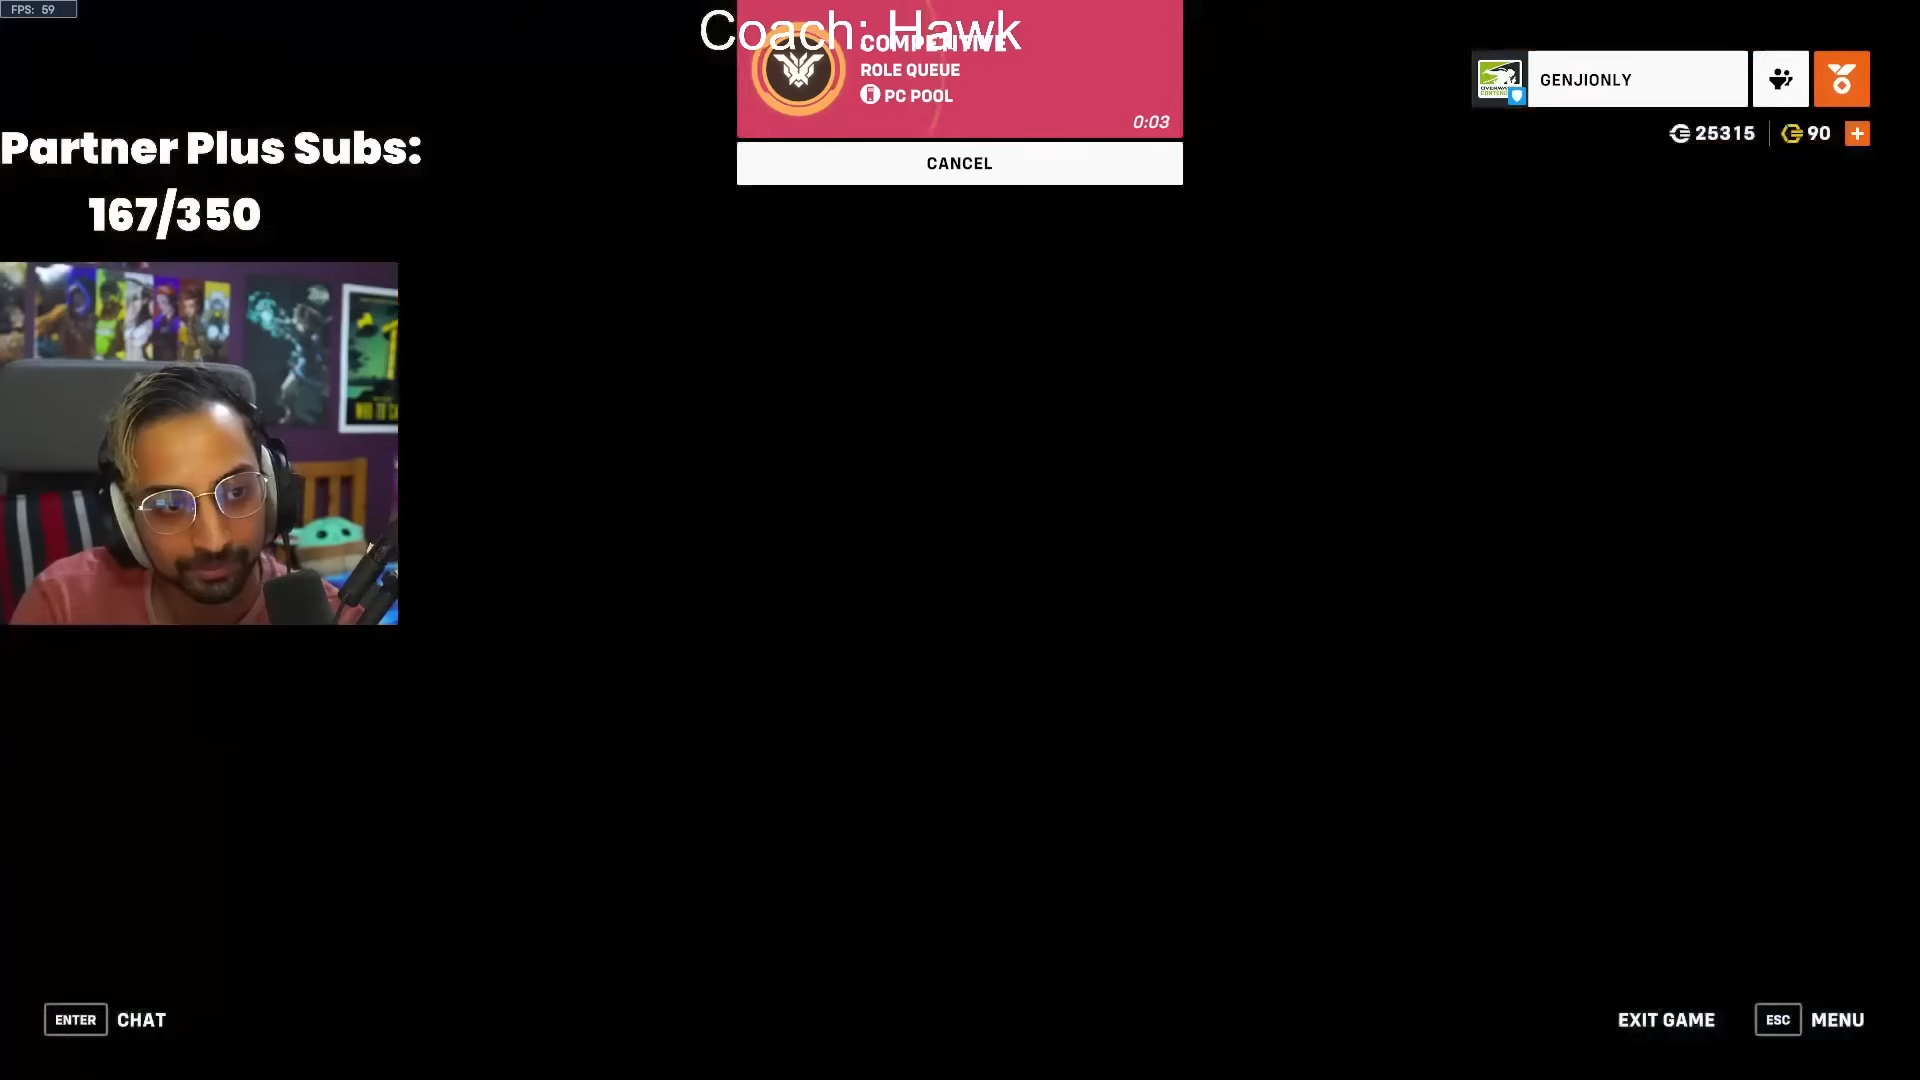 FPS: 59
Coach: Hawk
COMPETITIVE
ROLE QUEUE
PC POOL
0:03
CANCEL
GENJIONLY
25315
90
+
Partner Plus Subs:
167/350
ENTER CHAT
EXIT GAME
ESC MENU